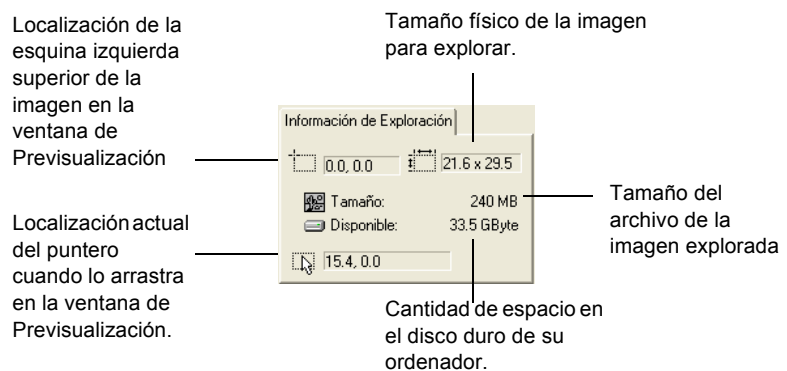 Localización de la
esquina izquierda
superior de la
imagen en la
ventana de
Previsualización
Tamaño físico de la imagen
para explorar.
Información de Exploración
0.0, 0.0
21.6 x 29.5
Tamaño: 240 MB
Disponible: 33.5 GByte
15.4, 0.0
Tamaño del
archivo de la
imagen explorada
Localización actual
del puntero
cuando lo arrastra
en la ventana de
Previsualización.
Cantidad de espacio en
el disco duro de su
ordenador.